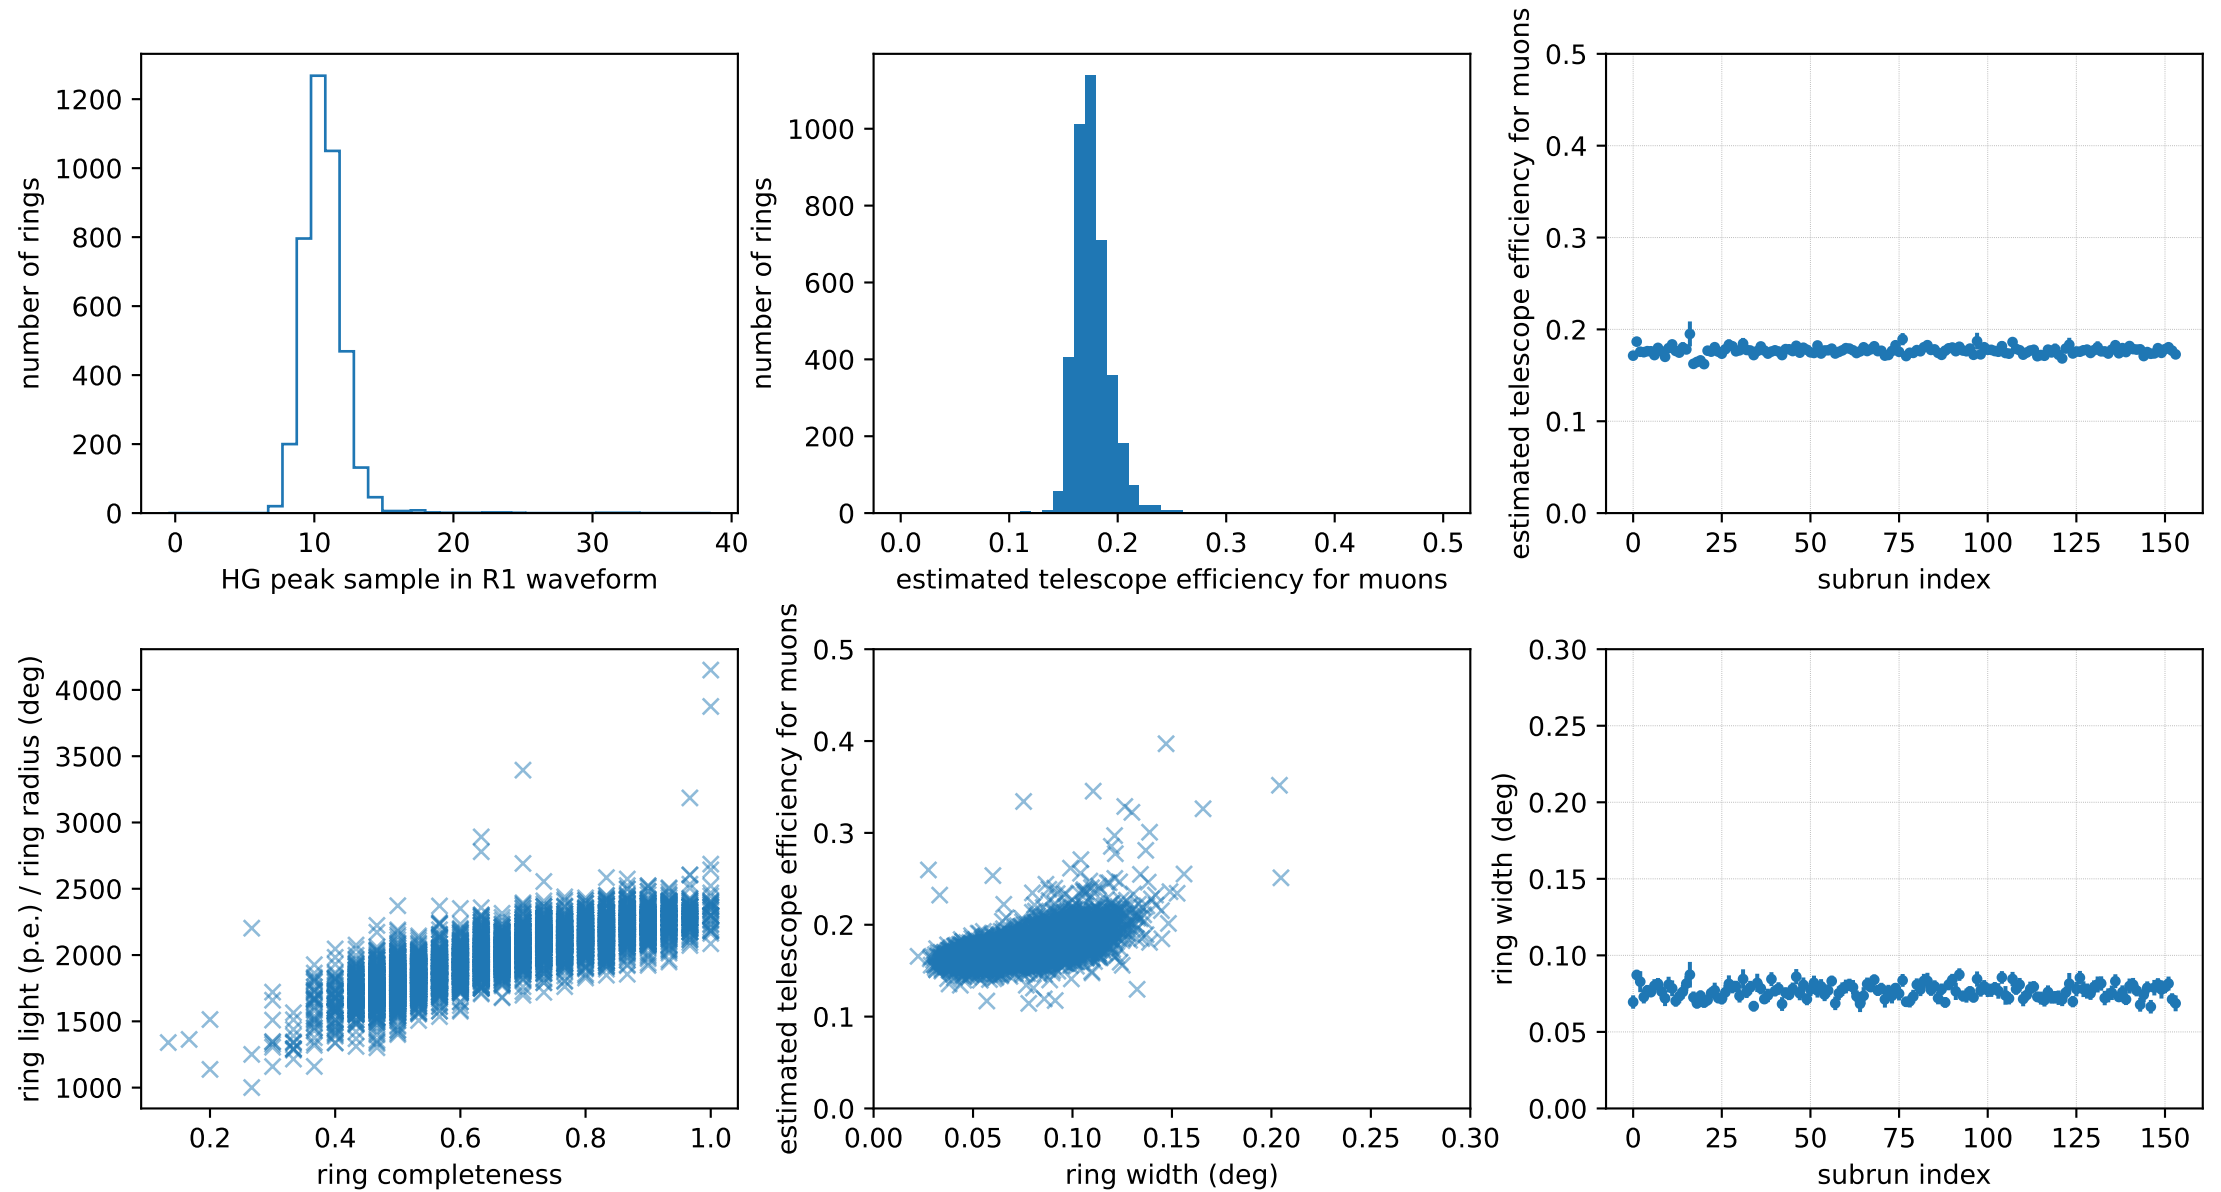 number of rings
1200
1000
800
600
400
200
0
0 10 20 30 40
HG peak sample in R1 waveform
number of rings
1000
800
600
400
200
0
0.0 0.1 0.2 0.3 0.4 0.5
estimated telescope efficiency for muons
estimated telescope efficiency for muons
0.5
0.4
0.3
0.2
0.1
0.0
0 25 50 75 100 125 150
subrun index
ring light (p.e.) / ring radius (deg)
4000
3500
3000
2500
2000
1500
1000
0.2 0.4 0.6 0.8 1.0
ring completeness
estimated telescope efficiency for muons
0.5
0.4
0.3
0.2
0.1
0.0
0.00 0.05 0.10 0.15 0.20 0.25 0.30
ring width (deg)
ring width (deg)
0.30
0.25
0.20
0.15
0.10
0.05
0.00
0 25 50 75 100 125 150
subrun index